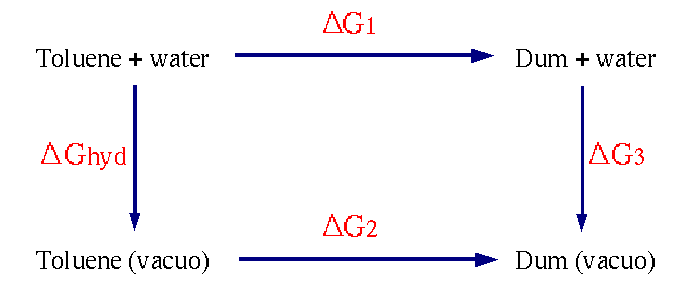 ΔG1
Toluene + water
Dum + water
ΔGhyd
ΔG3
ΔG2
Toluene (vacuo)
Dum (vacuo)